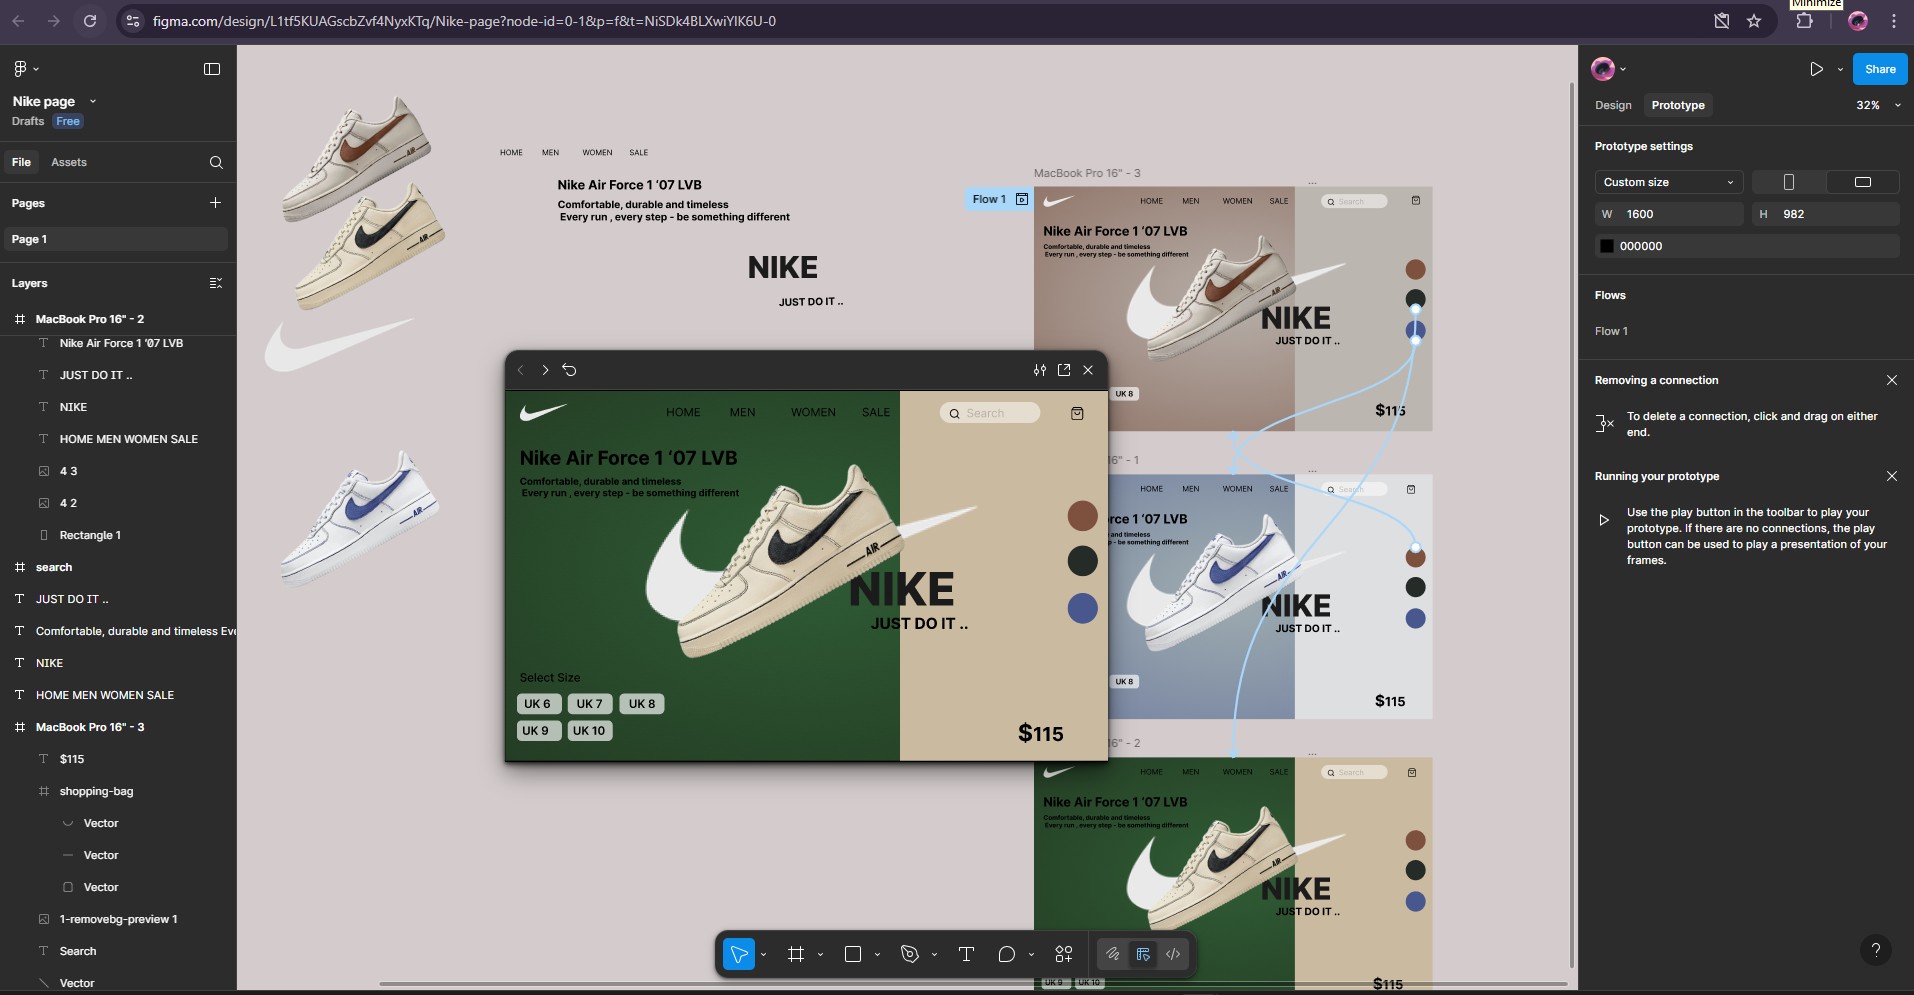 Minimize
figma.com/design/L1tf5KUAGscbZvf4NyxKTq/Nike-page?node-id=0-1&p=f&t=NiSDk4BLXwiYlK6U-0
Nike page
Drafts Free
File Assets
Pages
Page 1
Layers
MacBook Pro 16" - 2
Nike Air Force 1 '07 LVB
JUST DO IT ..
NIKE
HOME MEN WOMEN SALE
4 3
4 2
Rectangle 1
search
JUST DO IT ..
Comfortable, durable and timeless Eve
NIKE
HOME MEN WOMEN SALE
MacBook Pro 16" - 3
$115
shopping-bag
Vector
Vector
Vector
1-removebg-preview 1
Search
Vector
HOME MEN WOMEN SALE
Nike Air Force 1 '07 LVB
Comfortable, durable and timeless
Every run , every step - be something different
NIKE
JUST DO IT ..
AIR
AIR
AIR
Flow 1
MacBook Pro 16" - 3
...
HOME MEN WOMEN SALE Search
Nike Air Force 1 '07 LVB
Comfortable, durable and timeless
Every run , every step - be something different
AIR
NIKE
JUST DO IT ..
UK 8
$115
HOME MEN WOMEN SALE Search
Nike Air Force 1 '07 LVB
Comfortable, durable and timeless
Every run , every step - be something different
AIR
NIKE
JUST DO IT ..
Select Size
UK 6 UK 7 UK 8
UK 9 UK 10
$115
16" - 1
...
HOME MEN WOMEN SALE Search
rce 1 '07 LVB
le and timeless
p - be something different
AIR
NIKE
JUST DO IT ..
UK 8
$115
16" - 2
...
HOME MEN WOMEN SALE Search
Nike Air Force 1 '07 LVB
Comfortable, durable and timeless
Every run , every step - be something different
AIR
NIKE
JUST DO IT ..
UK 9 UK 10
$115
Share
Design Prototype 32%
Prototype settings
Custom size
W 1600 H 982
000000
Flows
Flow 1
Removing a connection
To delete a connection, click and drag on either
end.
Running your prototype
Use the play button in the toolbar to play your
prototype. If there are no connections, the play
button can be used to play a presentation of your
frames.
?